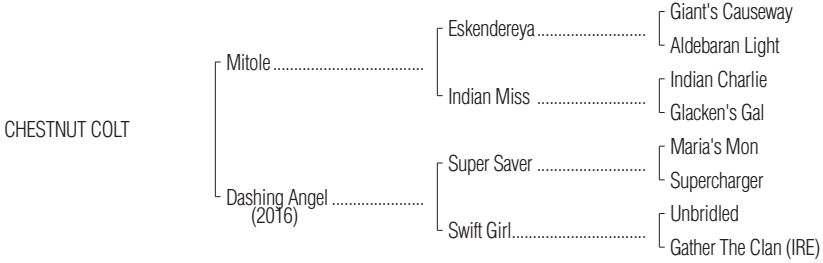 Giant's Causeway
Eskendereya
Aldebaran Light
Mitole
Indian Charlie
Indian Miss
Glacken's Gal
CHESTNUT COLT
Maria's Mon
Super Saver
Supercharger
Dashing Angel
(2016)
Unbridled
Swift Girl
Gather The Clan (IRE)